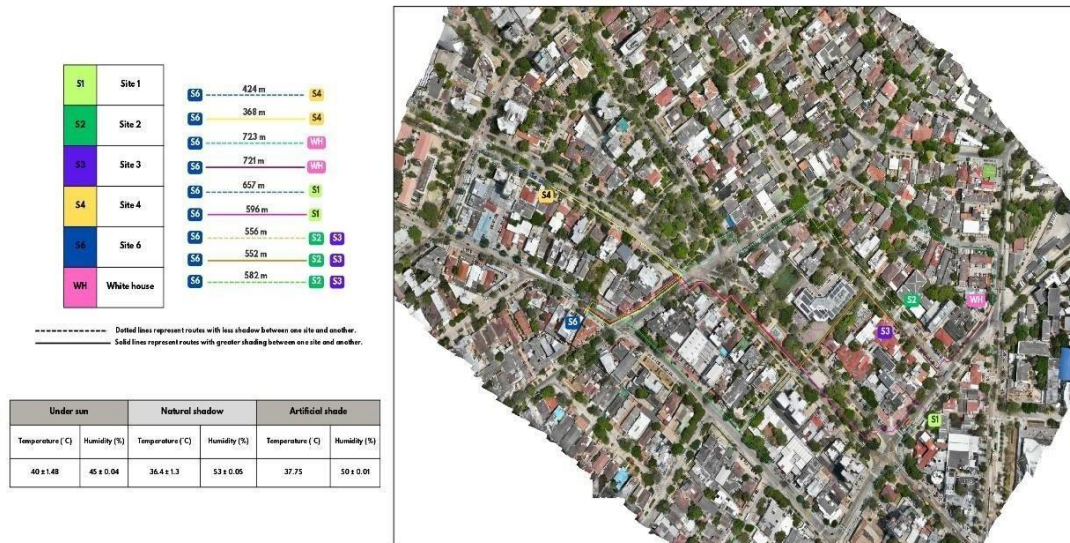 S1 Site 1
S2 Site 2
S3 Site 3
S4 Site 4
S6 Site 6
WH White house
S6 424 m S4
S6 368 m S4
S6 723 m WH
S6 721 m WH
S6 657 m S1
S6 596 m S1
S6 556 m S2 S3
S6 552 m S2 S3
S6 582 m S2 S3
Dotted lines represent routes with less shadow between one site and another.
Solid lines represent routes with greater shading between one site and another.
Under sun Natural shadow Artificial shade
Temperature (°C) Humidity (%) Temperature (°C) Humidity (%) Temperature (°C) Humidity (%)
40 ± 1.48 45 ± 0.04 36.4 ± 1.3 53 ± 0.05 37.75 50 ± 0.01
S4
S6
S2
WH
S3
S1